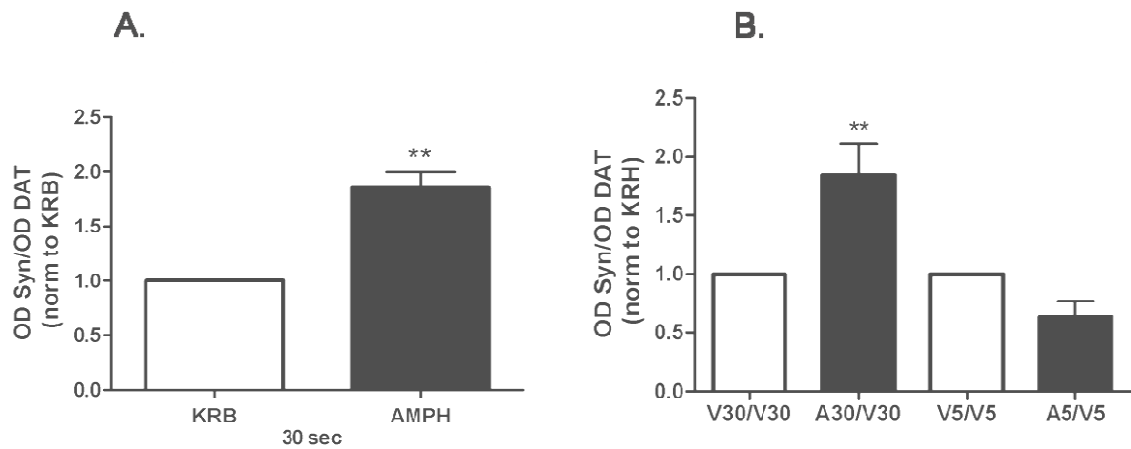 A.
OD Syn/OD DAT
(norm to KRB)
2.5
2.0
1.5
1.0
0.5
0.0
**
KRB
AMPH
30 sec
B.
OD Syn/OD DAT
(norm to KRH)
2.5
2.0
1.5
1.0
0.5
0.0
**
V30/V30
A30/V30
V5/V5
A5/V5